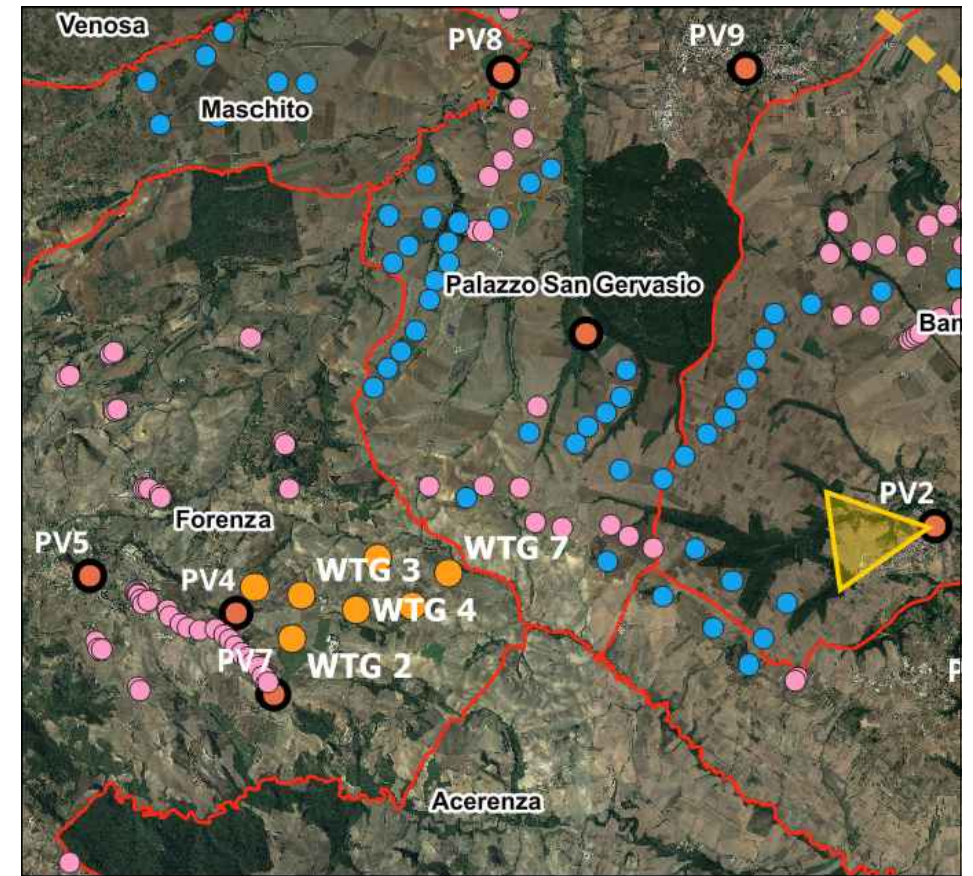 Venosa
PV8
PV9
Maschito
Palazzo San Gervasio
Ban
PV2
Forenza
PV5
WTG 7
WTG 3
PV4
WTG 4
PV7
WTG 2
P
Acerenza